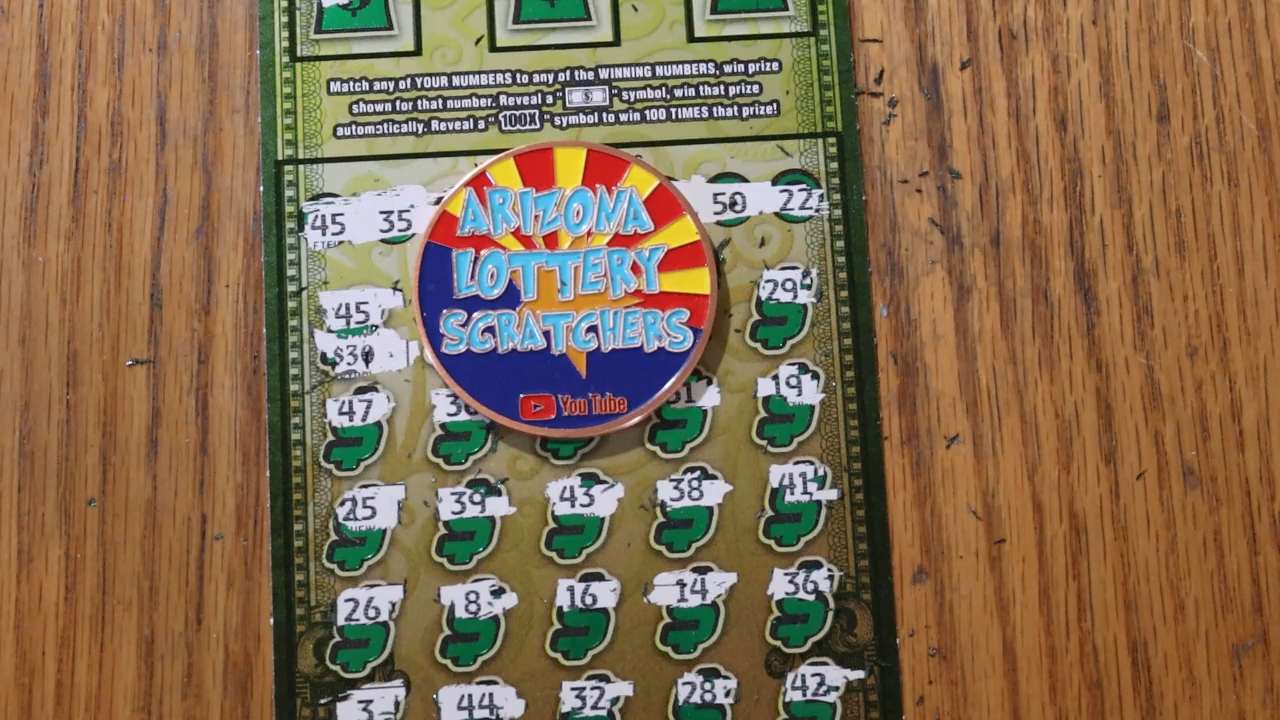 Match any of YOUR NUMBERS to any of the WINNING NUMBERS, win prize
shown for that number. Reveal a " " symbol, win that prize
automatically. Reveal a " 100X " symbol to win 100 TIMES that prize!
45 35 50 22
ARIZONA
LOTTERY
SCRATCHERS
YouTube
45 29
$30
47 19
25 39 43 38 41
26 8 16 14 36
3 44 32 28 42